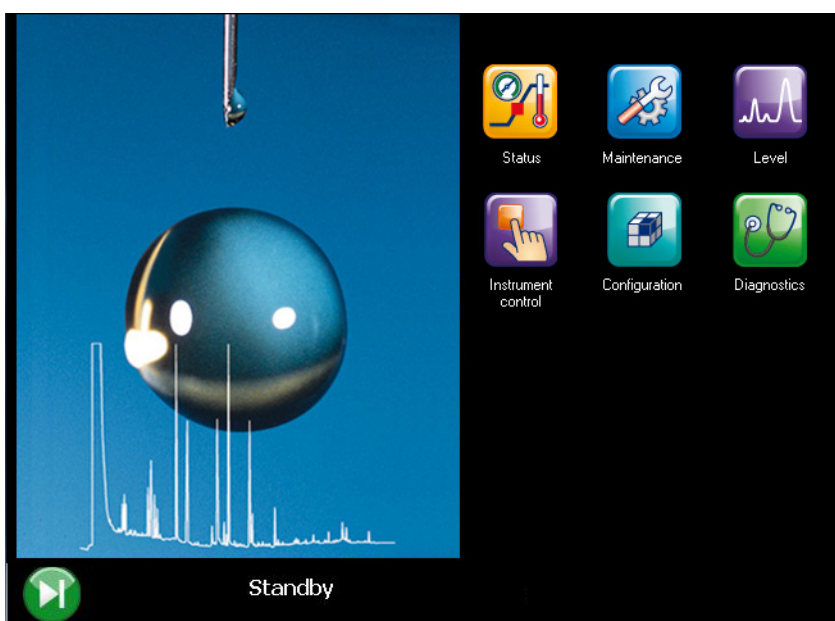 Status
Maintenance
Level
Instrument
control
Configuration
Diagnostics
Standby